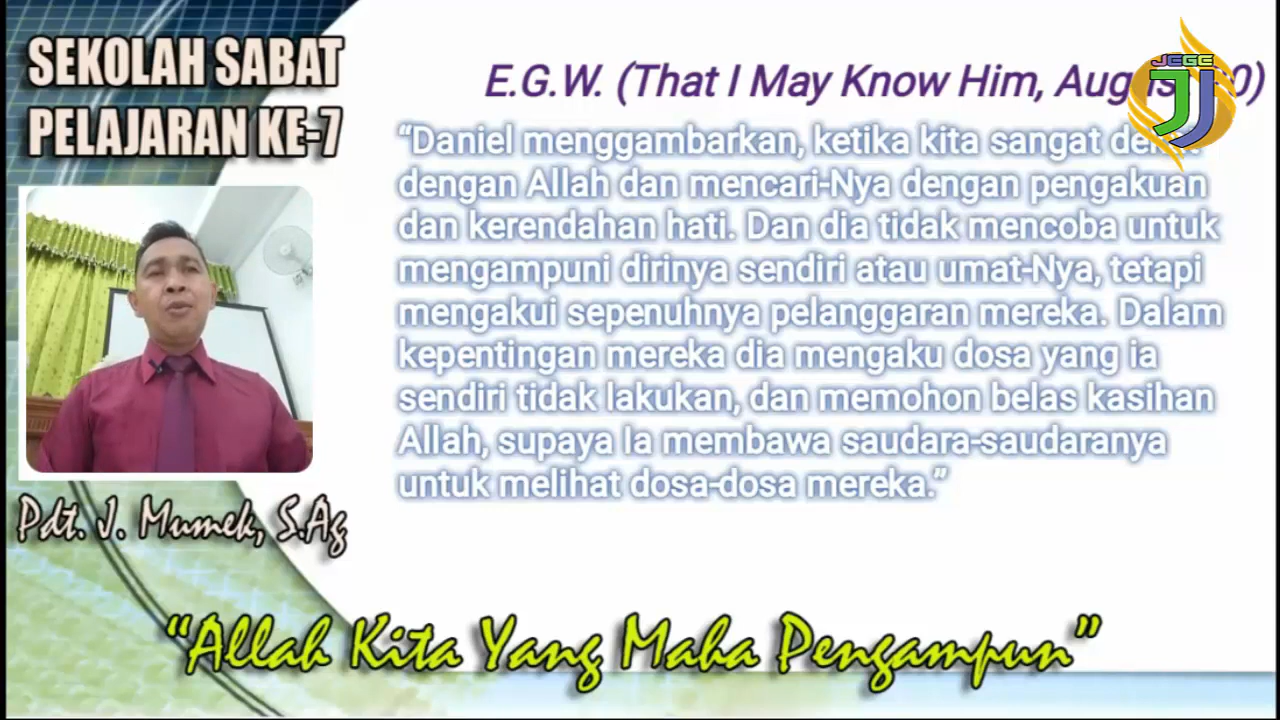 SEKOLAH SABAT
PELAJARAN KE-7
E.G.W. (That I May Know Him, 0)
JEGE
JJ
“Daniel menggambarkan, ketika kita sangat
dengan Allah dan mencari-Nya dengan pengakuan
dan kerendahan hati. Dan dia tidak mencoba untuk
mengampuni dirinya sendiri atau umat-Nya, tetapi
mengakui sepenuhnya pelanggaran mereka. Dalam
kepentingan mereka dia mengaku dosa yang ia
sendiri tidak lakukan, dan memohon belas kasihan
Allah, supaya Ia membawa saudara-saudaranya
untuk melihat dosa-dosa mereka.”
Pdt. J. Mumek, S.Ag
“Allah Kita Yang Maha Pengampun”